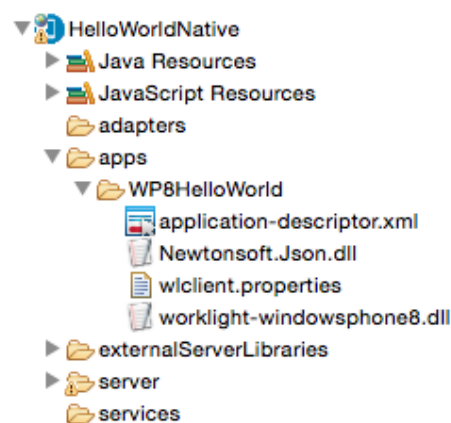 HelloWorldNative
Java Resources
JavaScript Resources
adapters
apps
WP8HelloWorld
application-descriptor.xml
Newtonsoft.Json.dll
wlclient.properties
worklight-windowsphone8.dll
externalServerLibraries
server
services